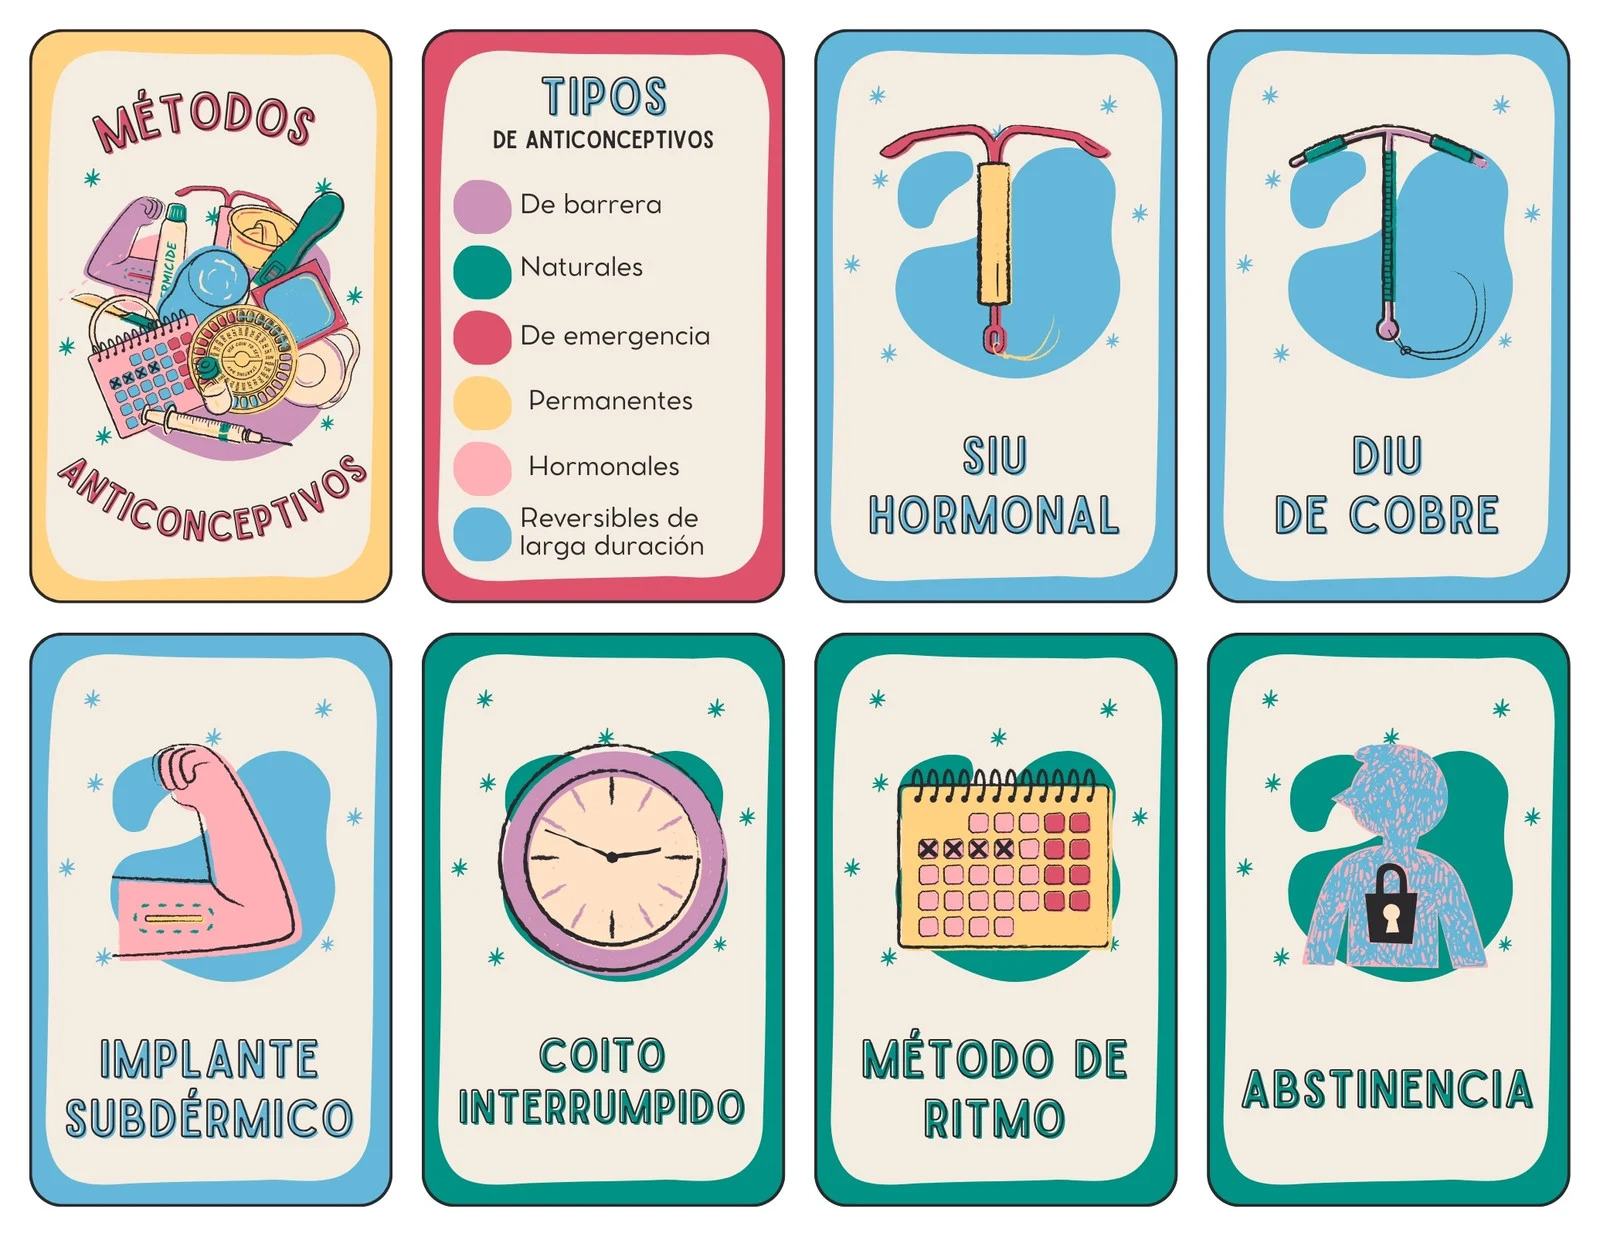 MÉTODOS
ERMICIDE
ANTICONCEPTIVOS
TIPOS
DE ANTICONCEPTIVOS
De barrera
Naturales
De emergencia
Permanentes
Hormonales
Reversibles de
larga duración
SIU
HORMONAL
DIU
DE COBRE
IMPLANTE
SUBDÉRMICO
COITO
INTERRUMPIDO
MÉTODO DE
RITMO
ABSTINENCIA